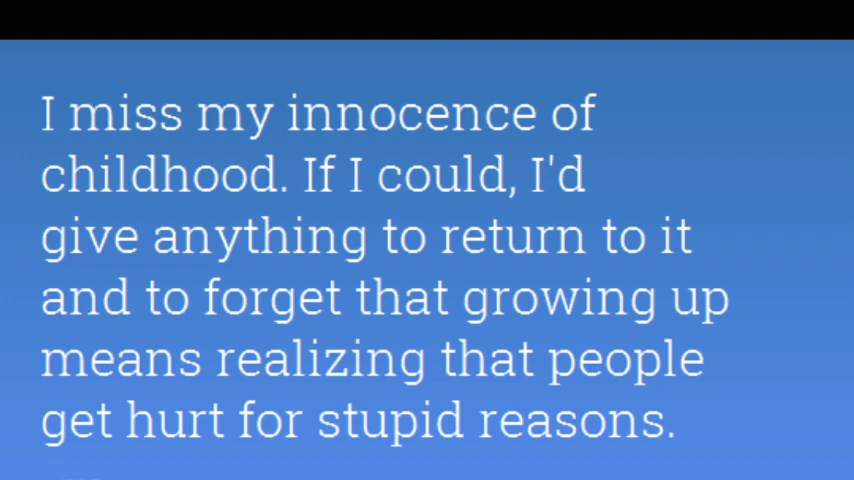 I miss my innocence of
childhood. If I could, I'd
give anything to return to it
and to forget that growing up
means realizing that people
get hurt for stupid reasons.